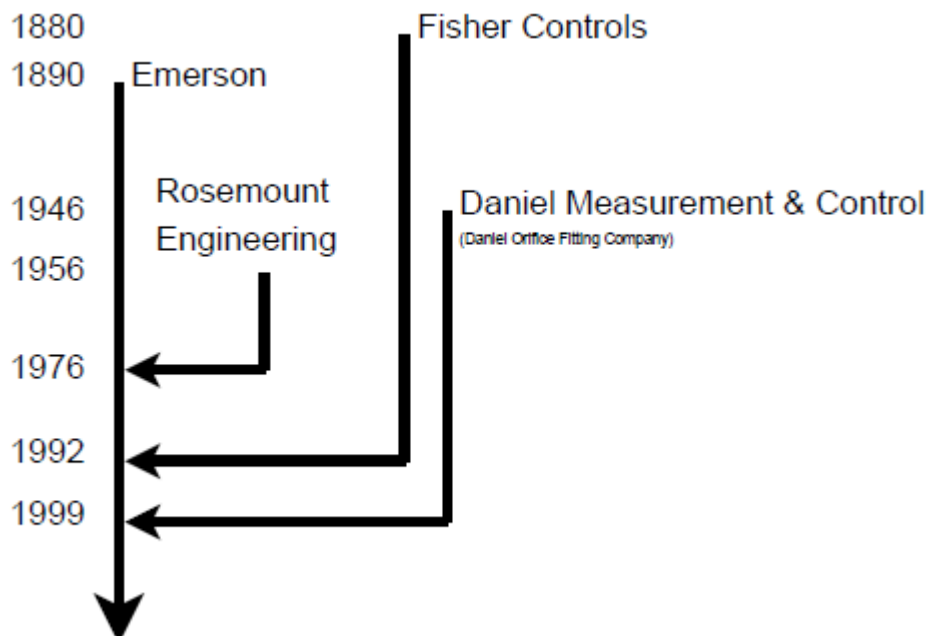 1880 Fisher Controls
1890 Emerson
Rosemount
1946 Daniel Measurement & Control
Engineering (Daniel Orifice Fitting Company)
1956
1976
1992
1999